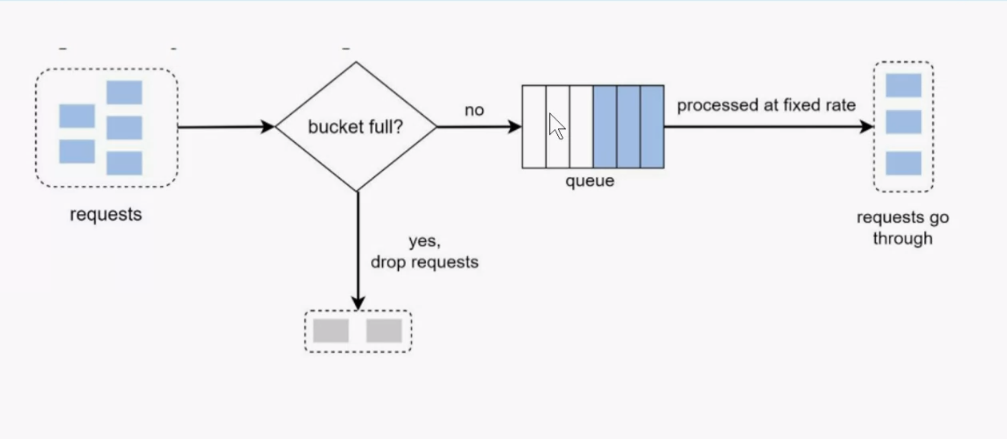 bucket full?
no
processed at fixed rate
queue
requests
requests go
through
yes,
drop requests